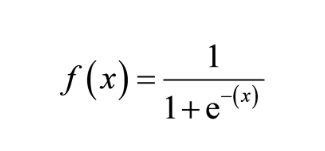 f(x) = 1 / (1+e^−(x))